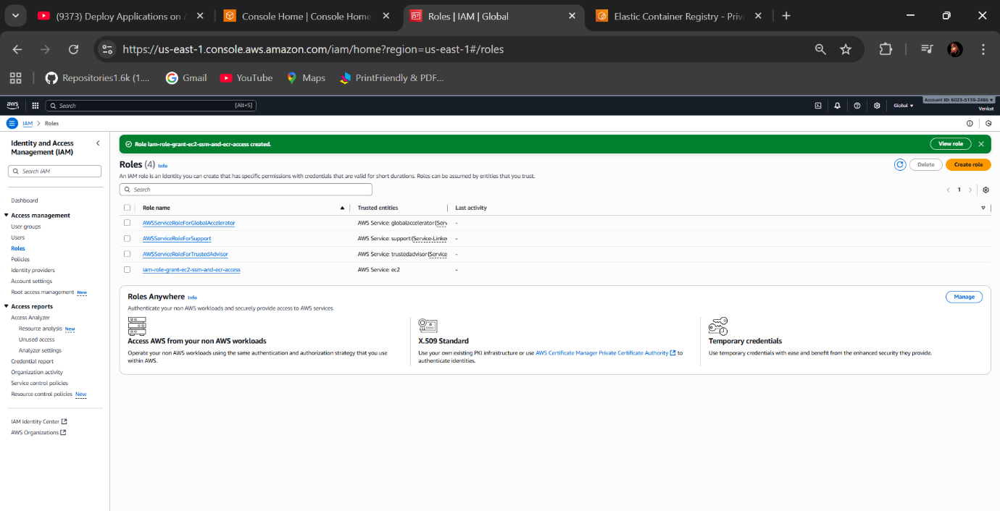 (9373) Deploy Applications on
Console Home | Console Home
Roles | IAM | Global
Elastic Container Registry - Priva
https://us-east-1.console.aws.amazon.com/iam/home?region=us-east-1#/roles
Repositories1.6k (1....
Gmail
YouTube
Maps
PrintFriendly & PDF...
aws
Search
[Alt+S]
Global
Account ID: 6023-5139-2486
Venkat
IAM
Roles
Identity and Access Management (IAM)
Search IAM
Dashboard
Access management
User groups
Users
Roles
Policies
Identity providers
Account settings
Root access management New
Access reports
Access Analyzer
Resource analysis New
Unused access
Analyzer settings
Credential report
Organization activity
Service control policies
Resource control policies New
IAM Identity Center
AWS Organizations
Role iam-role-grant-ec2-ssm-and-ecr-access created.
View role
Roles (4) Info
Delete
Create role
An IAM role is an identity you can create that has specific permissions with credentials that are valid for short durations. Roles can be assumed by entities that you trust.
Search
1
Role name
Trusted entities
Last activity
AWSServiceRoleForGlobalAccelerator
AWS Service: globalaccelerator (Serv
-
AWSServiceRoleForSupport
AWS Service: support (Service-Linked
-
AWSServiceRoleForTrustedAdvisor
AWS Service: trustedadvisor (Service
-
iam-role-grant-ec2-ssm-and-ecr-access
AWS Service: ec2
-
Roles Anywhere Info
Manage
Authenticate your non AWS workloads and securely provide access to AWS services.
Access AWS from your non AWS workloads
Operate your non AWS workloads using the same authentication and authorization strategy that you use
within AWS.
X.509 Standard
Use your own existing PKI infrastructure or use AWS Certificate Manager Private Certificate Authority to
authenticate identities.
Temporary credentials
Use temporary credentials with ease and benefit from the enhanced security they provide.